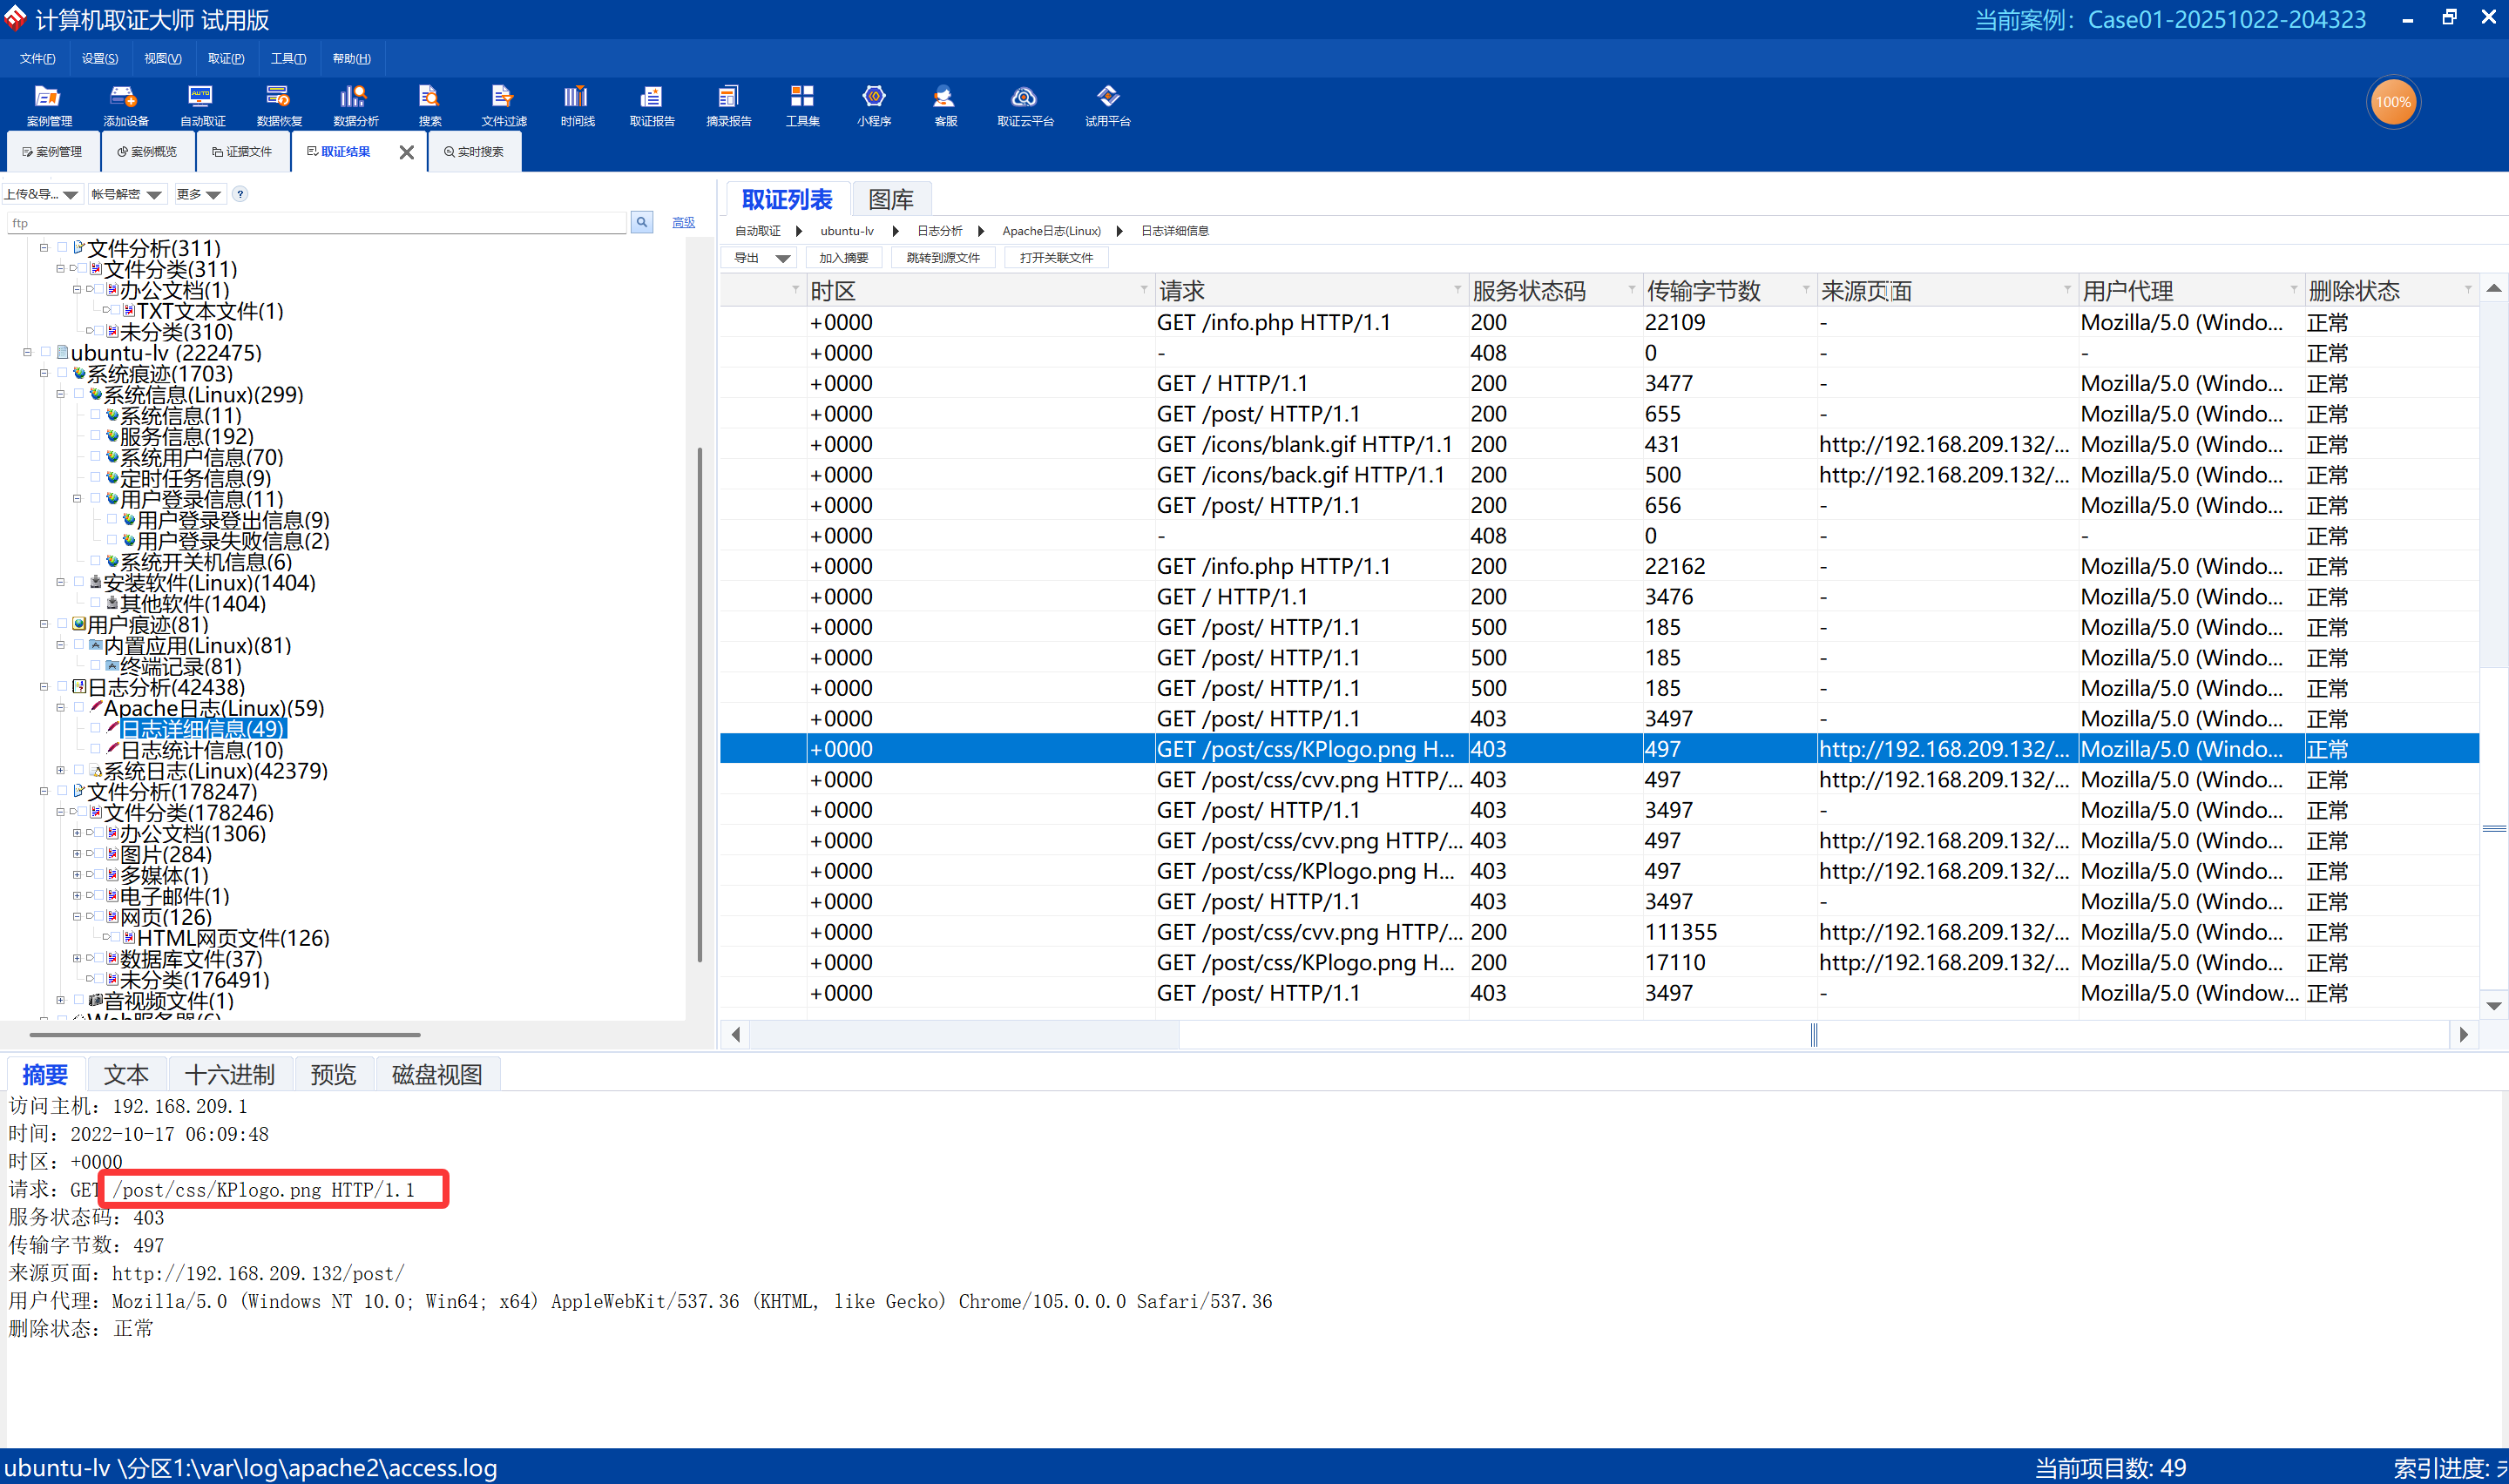 计算机取证大师 试用版
当前案例：Case01-20251022-204323
文件(F) 设置(S) 视图(V) 取证(P) 工具(T) 帮助(H)
案例管理 添加设备 自动取证 数据恢复 数据分析 搜索 文件过滤 时间线 取证报告 摘录报告 工具集 小程序 客服 取证云平台 试用平台
100%
案例管理 案例概览 证据文件 取证结果 实时搜索
上传&导... 帐号解密 更多 ?
ftp
高级
文件分析(311)
文件分类(311)
办公文档(1)
TXT文本文件(1)
未分类(310)
ubuntu-lv (222475)
系统痕迹(1703)
系统信息(Linux)(299)
系统信息(11)
服务信息(192)
系统用户信息(70)
定时任务信息(9)
用户登录信息(11)
用户登录登出信息(9)
用户登录失败信息(2)
系统开关机信息(6)
安装软件(Linux)(1404)
其他软件(1404)
用户痕迹(81)
内置应用(Linux)(81)
终端记录(81)
日志分析(42438)
Apache日志(Linux)(59)
日志详细信息(49)
日志统计信息(10)
系统日志(Linux)(42379)
文件分析(178247)
文件分类(178246)
办公文档(1306)
图片(284)
多媒体(1)
电子邮件(1)
网页(126)
HTML网页文件(126)
数据库文件(37)
未分类(176491)
音视频文件(1)
Web服务器(6)
取证列表 图库
自动取证 ubuntu-lv 日志分析 Apache日志(Linux) 日志详细信息
导出 加入摘要 跳转到源文件 打开关联文件
时区 请求 服务状态码 传输字节数 来源页面 用户代理 删除状态
+0000 GET /info.php HTTP/1.1 200 22109 - Mozilla/5.0 (Windo... 正常
+0000 - 408 0 - - 正常
+0000 GET / HTTP/1.1 200 3477 - Mozilla/5.0 (Windo... 正常
+0000 GET /post/ HTTP/1.1 200 655 - Mozilla/5.0 (Windo... 正常
+0000 GET /icons/blank.gif HTTP/1.1 200 431 http://192.168.209.132/... Mozilla/5.0 (Windo... 正常
+0000 GET /icons/back.gif HTTP/1.1 200 500 http://192.168.209.132/... Mozilla/5.0 (Windo... 正常
+0000 GET /post/ HTTP/1.1 200 656 - Mozilla/5.0 (Windo... 正常
+0000 - 408 0 - - 正常
+0000 GET /info.php HTTP/1.1 200 22162 - Mozilla/5.0 (Windo... 正常
+0000 GET / HTTP/1.1 200 3476 - Mozilla/5.0 (Windo... 正常
+0000 GET /post/ HTTP/1.1 500 185 - Mozilla/5.0 (Windo... 正常
+0000 GET /post/ HTTP/1.1 500 185 - Mozilla/5.0 (Windo... 正常
+0000 GET /post/ HTTP/1.1 500 185 - Mozilla/5.0 (Windo... 正常
+0000 GET /post/ HTTP/1.1 403 3497 - Mozilla/5.0 (Windo... 正常
+0000 GET /post/css/KPlogo.png H... 403 497 http://192.168.209.132/... Mozilla/5.0 (Windo... 正常
+0000 GET /post/css/cvv.png HTTP/... 403 497 http://192.168.209.132/... Mozilla/5.0 (Windo... 正常
+0000 GET /post/ HTTP/1.1 403 3497 - Mozilla/5.0 (Windo... 正常
+0000 GET /post/css/cvv.png HTTP/... 403 497 http://192.168.209.132/... Mozilla/5.0 (Windo... 正常
+0000 GET /post/css/KPlogo.png H... 403 497 http://192.168.209.132/... Mozilla/5.0 (Windo... 正常
+0000 GET /post/ HTTP/1.1 403 3497 - Mozilla/5.0 (Windo... 正常
+0000 GET /post/css/cvv.png HTTP/... 200 111355 http://192.168.209.132/... Mozilla/5.0 (Windo... 正常
+0000 GET /post/css/KPlogo.png H... 200 17110 http://192.168.209.132/... Mozilla/5.0 (Windo... 正常
+0000 GET /post/ HTTP/1.1 403 3497 - Mozilla/5.0 (Window... 正常
摘要 文本 十六进制 预览 磁盘视图
访问主机：192.168.209.1
时间：2022-10-17 06:09:48
时区：+0000
请求：GET /post/css/KPlogo.png HTTP/1.1
服务状态码：403
传输字节数：497
来源页面：http://192.168.209.132/post/
用户代理：Mozilla/5.0 (Windows NT 10.0; Win64; x64) AppleWebKit/537.36 (KHTML, like Gecko) Chrome/105.0.0.0 Safari/537.36
删除状态：正常
ubuntu-lv \分区1:\var\log\apache2\access.log
当前项目数: 49
索引进度: